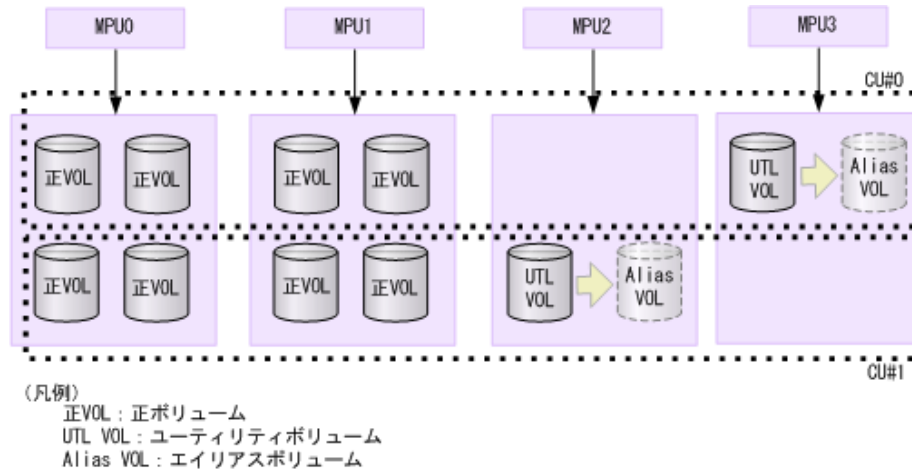 MPU0
MPU1
MPU2
MPU3
CU#0
正VOL
正VOL
正VOL
正VOL
UTL
VOL
Alias
VOL
正VOL
正VOL
正VOL
正VOL
UTL
VOL
Alias
VOL
CU#1
(凡例)
正VOL：正ボリューム
UTL VOL：ユーティリティボリューム
Alias VOL：エイリアスボリューム